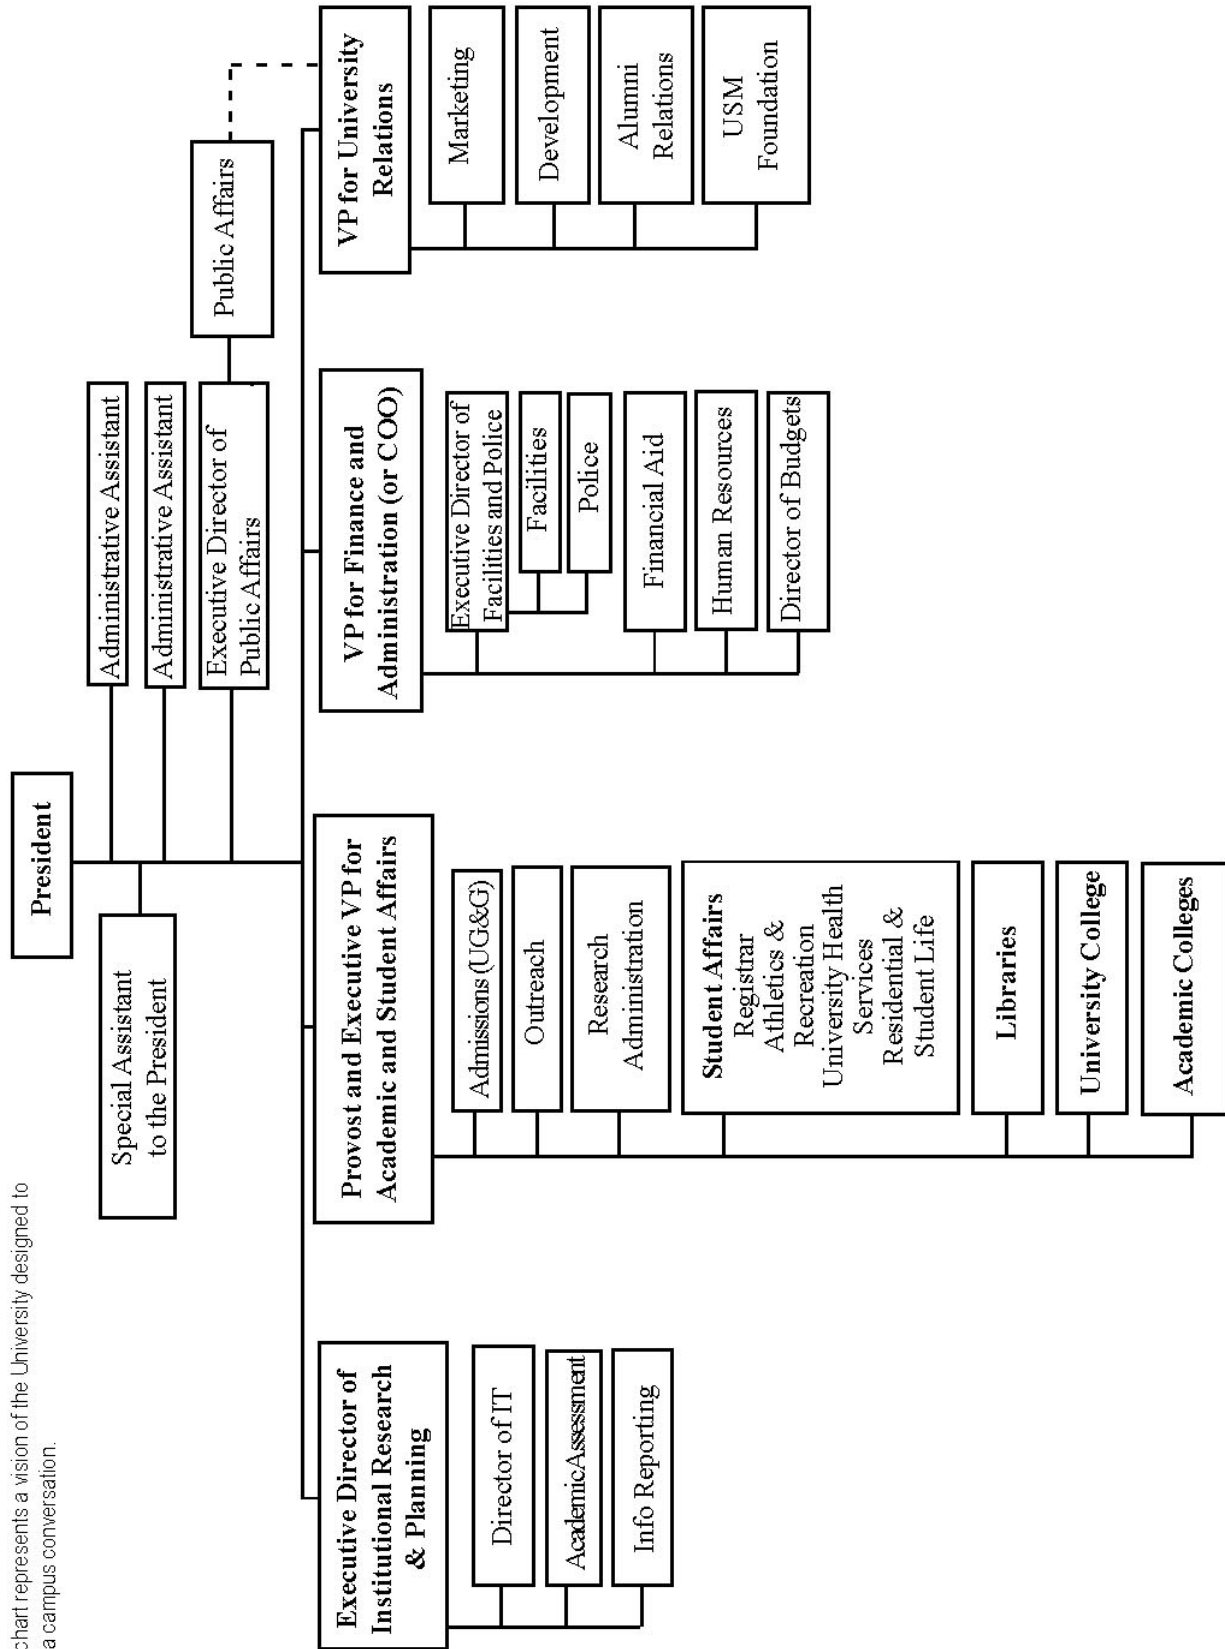 chart represents a vision of the University designed to
a campus conversation.
President
Special Assistant
to the President
Administrative Assistant
Administrative Assistant
Executive Director of
Public Affairs
Public Affairs
Executive Director of
Institutional Research
& Planning
Director of IT
Academic Assessment
Info Reporting
Provost and Executive VP for
Academic and Student Affairs
Admissions (UG&G)
Outreach
Research
Administration
Student Affairs
Registrar
Athletics &
Recreation
University Health
Services
Residential &
Student Life
Libraries
University College
Academic Colleges
VP for Finance and
Administration (or COO)
Executive Director of
Facilities and Police
Facilities
Police
Financial Aid
Human Resources
Director of Budgets
VP for University
Relations
Marketing
Development
Alumni
Relations
USM
Foundation